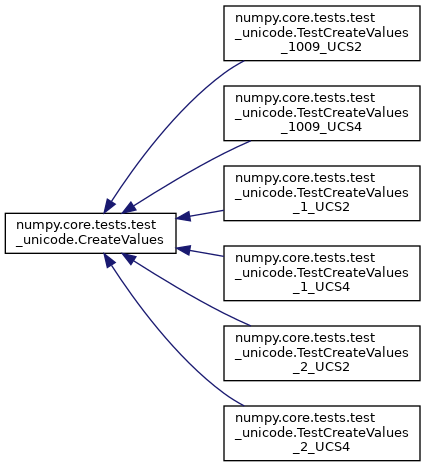 numpy.core.tests.test
_unicode.TestCreateValues
_1009_UCS2
numpy.core.tests.test
_unicode.TestCreateValues
_1009_UCS4
numpy.core.tests.test
_unicode.TestCreateValues
_1_UCS2
numpy.core.tests.test
_unicode.CreateValues
numpy.core.tests.test
_unicode.TestCreateValues
_1_UCS4
numpy.core.tests.test
_unicode.TestCreateValues
_2_UCS2
numpy.core.tests.test
_unicode.TestCreateValues
_2_UCS4